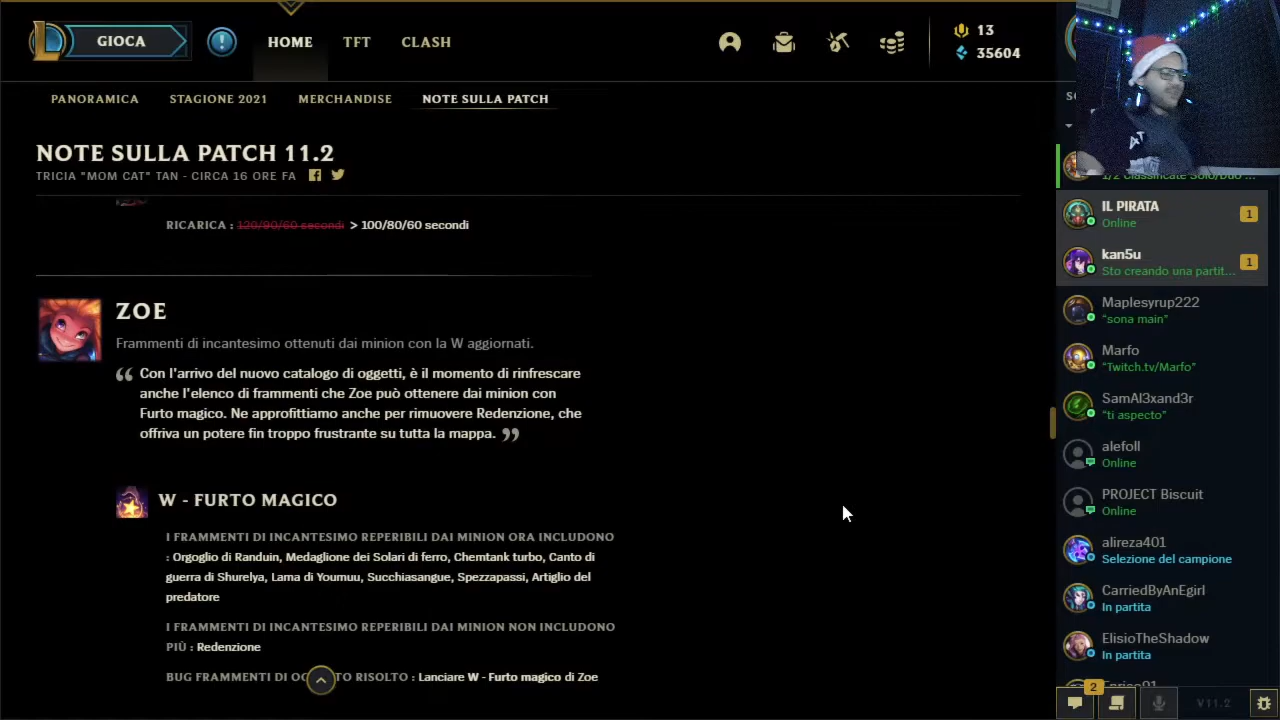 GIOCA
HOME
TFT
CLASH
13
35604
PANORAMICA
STAGIONE 2021
MERCHANDISE
NOTE SULLA PATCH
NOTE SULLA PATCH 11.2
TRICIA "MOM CAT" TAN - CIRCA 16 ORE FA
RICARICA : 120/90/60 secondi > 100/80/60 secondi
ZOE
Frammenti di incantesimo ottenuti dai minion con la W aggiornati.
Con l'arrivo del nuovo catalogo di oggetti, è il momento di rinfrescare
anche l'elenco di frammenti che Zoe può ottenere dai minion con
Furto magico. Ne approfittiamo anche per rimuovere Redenzione, che
offriva un potere fin troppo frustrante su tutta la mappa.
W - FURTO MAGICO
I FRAMMENTI DI INCANTESIMO REPERIBILI DAI MINION ORA INCLUDONO
: Orgoglio di Randuin, Medaglione dei Solari di ferro, Chemtank turbo, Canto di
guerra di Shurelya, Lama di Youmuu, Succhiasangue, Spezzapassi, Artiglio del
predatore
I FRAMMENTI DI INCANTESIMO REPERIBILI DAI MINION NON INCLUDONO
PIÙ : Redenzione
BUG FRAMMENTI DI OG TO RISOLTO : Lanciare W - Furto magico di Zoe
1/2 Classificate Solo/Duo ...
IL PIRATA
Online
1
kan5u
Sto creando una partit...
1
Maplesyrup222
"sona main"
Marfo
"Twitch.tv/Marfo"
SamAl3xand3r
"ti aspecto"
alefoll
Online
PROJECT Biscuit
Online
alireza401
Selezione del campione
CarriedByAnEgirl
In partita
ElisioTheShadow
In partita
2
V11.2